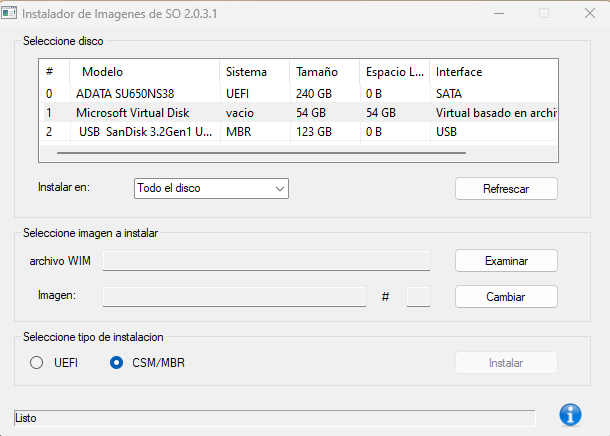 Instalador de Imagenes de SO 2.0.3.1
Seleccione disco
# Modelo Sistema Tamaño Espacio L... Interface
0 ADATA SU650NS38 UEFI 240 GB 0 B SATA
1 Microsoft Virtual Disk vacio 54 GB 54 GB Virtual basado en archi
2 USB SanDisk 3.2Gen1 U... MBR 123 GB 0 B USB
Instalar en: Todo el disco Refrescar
Seleccione imagen a instalar
archivo WIM Examinar
Imagen: # Cambiar
Seleccione tipo de instalacion
UEFI CSM/MBR Instalar
Listo